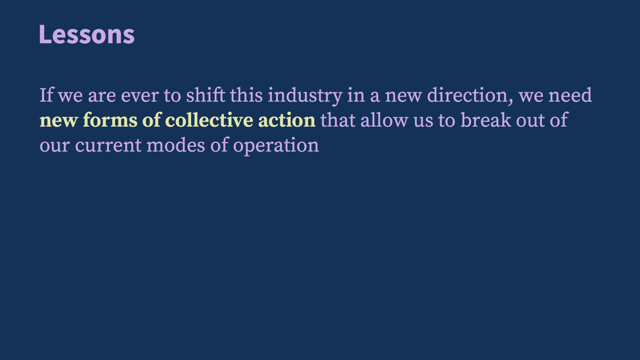 Lessons
If we are ever to shift this industry in a new direction, we need
new forms of collective action that allow us to break out of
our current modes of operation